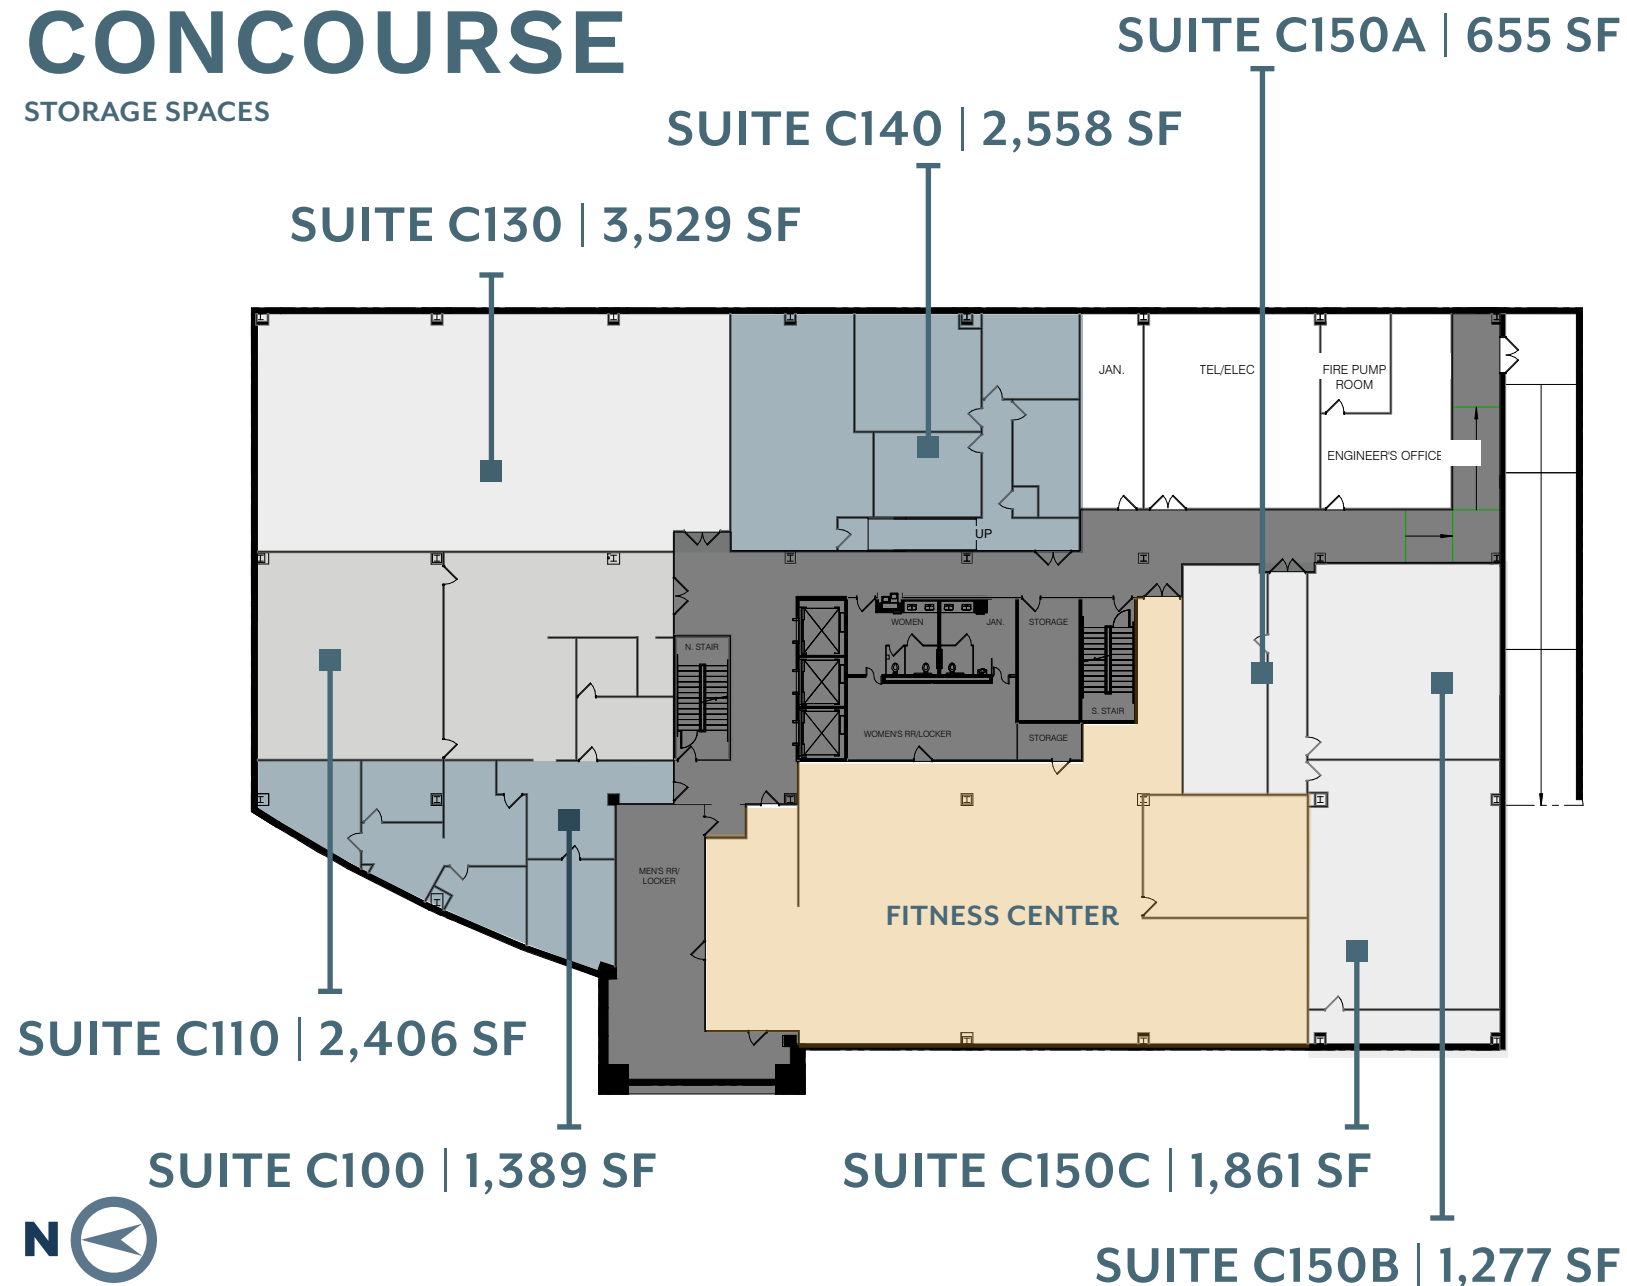 CONCOURSE
STORAGE SPACES
SUITE C150A | 655 SF
SUITE C140 | 2,558 SF
SUITE C130 | 3,529 SF
JAN.
TEL/ELEC
FIRE PUMP
ROOM
ENGINEER'S OFFICE
UP
WOMEN
JAN.
STORAGE
N. STAIR
S. STAIR
WOMEN'S RR/LOCKER
STORAGE
MEN'S RR/
LOCKER
FITNESS CENTER
SUITE C110 | 2,406 SF
SUITE C100 | 1,389 SF
SUITE C150C | 1,861 SF
N
SUITE C150B | 1,277 SF